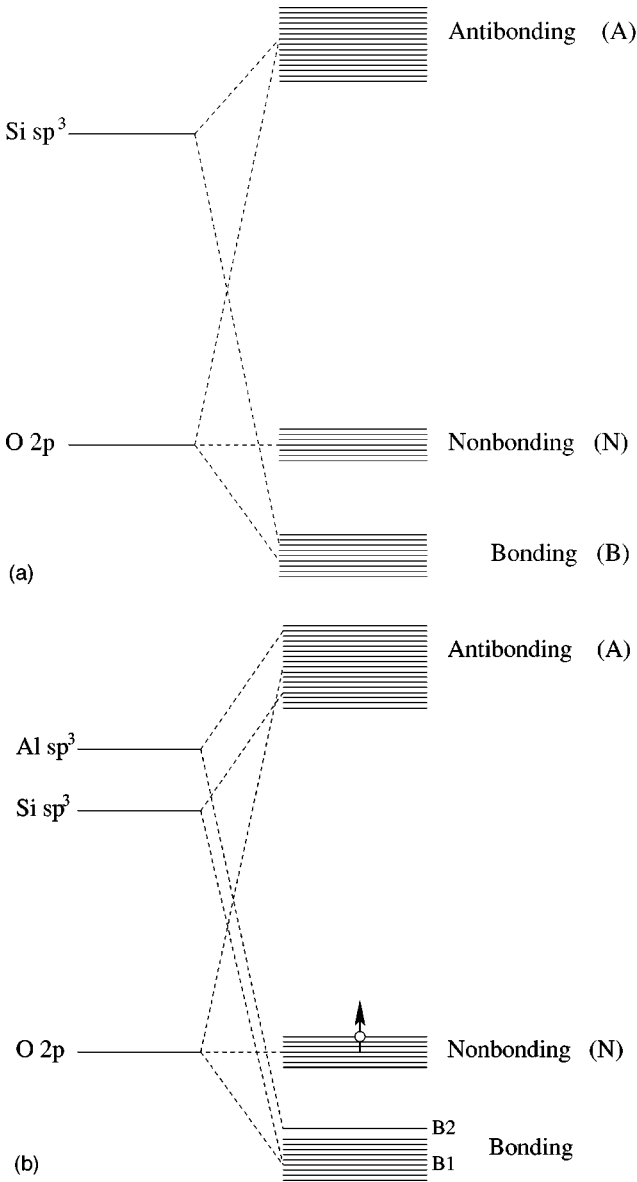 Antibonding (A)
Si sp3
O 2p
Nonbonding (N)
Bonding (B)
(a)
Antibonding (A)
Al sp3
Si sp3
O 2p
Nonbonding (N)
B2
Bonding
B1
(b)